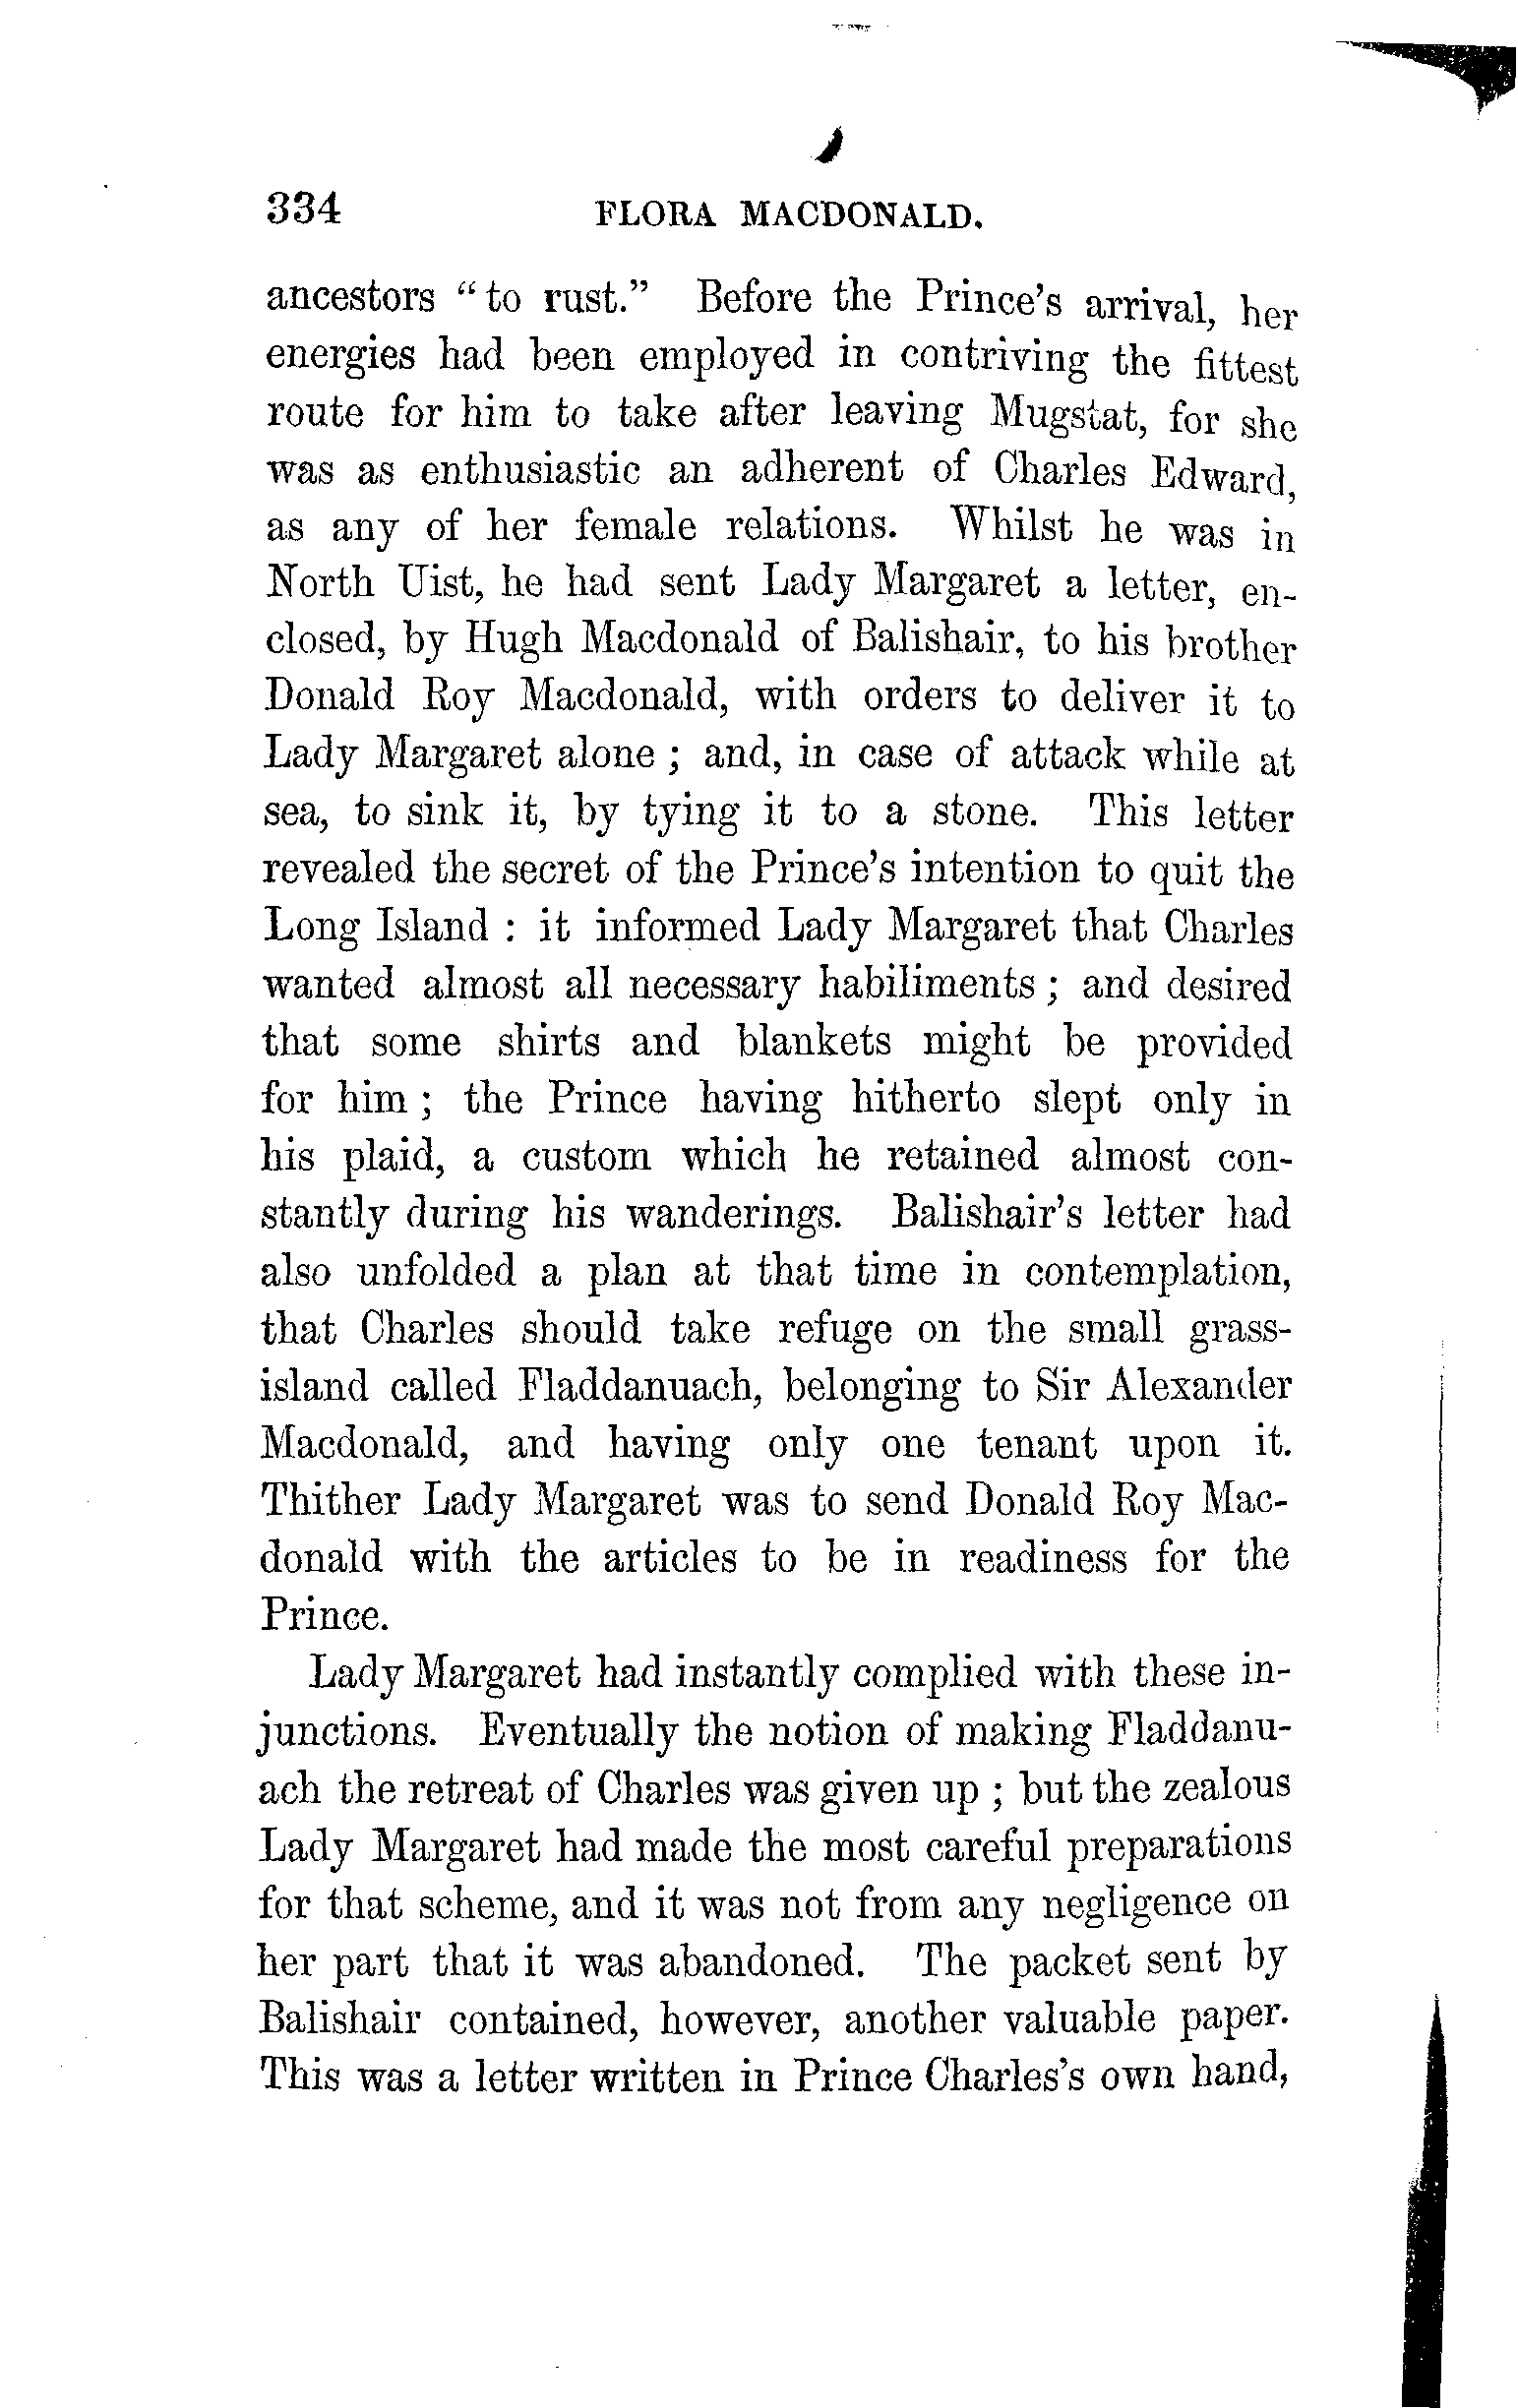 334 FLORA MACDONALD.
ancestors "to rust." Before the Prince's arrival, her
energies had been employed in contriving the fittest
route for him to take after leaving Mugstat, for she
was as enthusiastic an adherent of Charles Edward,
as any of her female relations. Whilst he was in
North Uist, he had sent Lady Margaret a letter, en-
closed, by Hugh Macdonald of Balishair, to his brother
Donald Roy Macdonald, with orders to deliver it to
Lady Margaret alone ; and, in case of attack while at
sea, to sink it, by tying it to a stone. This letter
revealed the secret of the Prince's intention to quit the
Long Island : it informed Lady Margaret that Charles
wanted almost all necessary habiliments ; and desired
that some shirts and blankets might be provided
for him ; the Prince having hitherto slept only in
his plaid, a custom which he retained almost con-
stantly during his wanderings. Balishair's letter had
also unfolded a plan at that time in contemplation,
that Charles should take refuge on the small grass-
island called Fladdanuach, belonging to Sir Alexander
Macdonald, and having only one tenant upon it.
Thither Lady Margaret was to send Donald Roy Mac-
donald with the articles to be in readiness for the
Prince.
Lady Margaret had instantly complied with these in-
junctions. Eventually the notion of making Fladdanu-
ach the retreat of Charles was given up ; but the zealous
Lady Margaret had made the most careful preparations
for that scheme, and it was not from any negligence on
her part that it was abandoned. The packet sent by
Balishair contained, however, another valuable paper.
This was a letter written in Prince Charles's own hand,